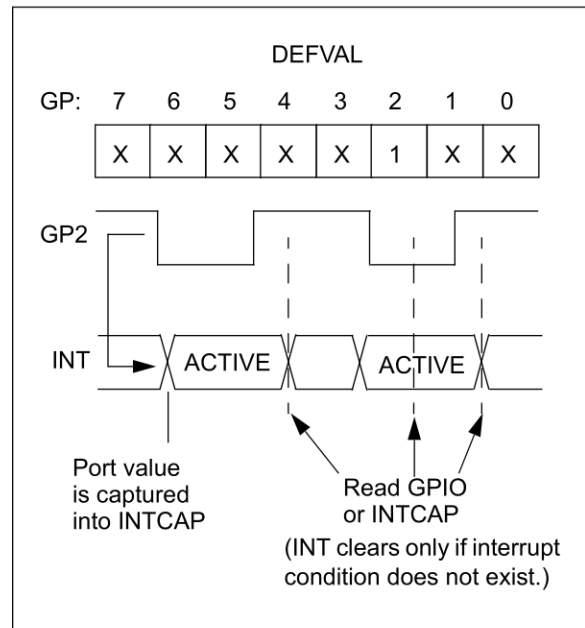 DEFVAL
GP: 7 6 5 4 3 2 1 0
X X X X X 1 X X
GP2
INT ACTIVE ACTIVE
Port value
is captured
into INTCAP
Read GPIO
or INTCAP
(INT clears only if interrupt
condition does not exist.)